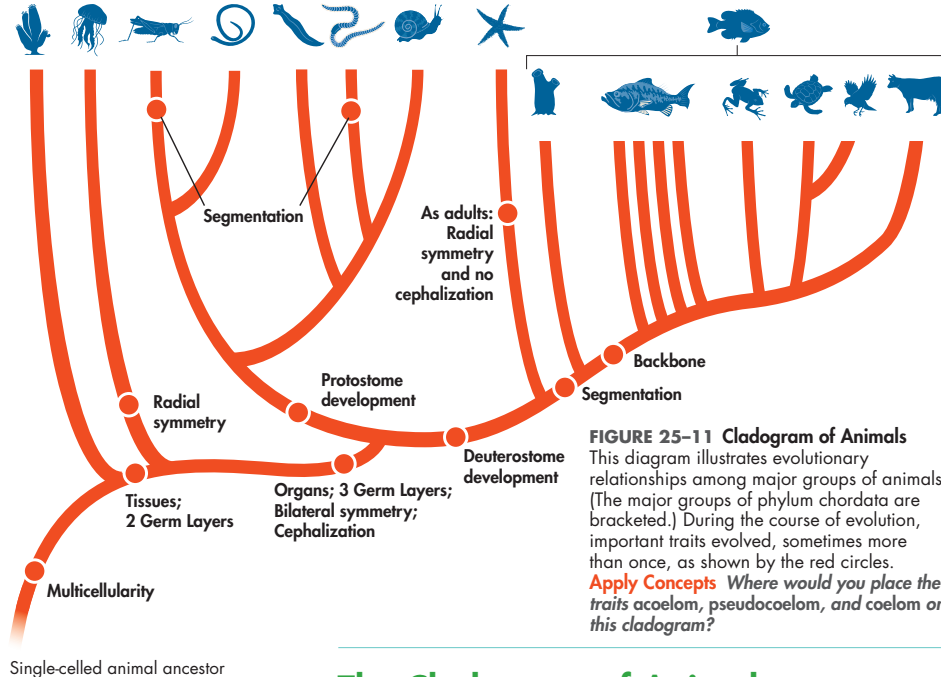 Segmentation
As adults:
Radial
symmetry
and no
cephalization
Backbone
Segmentation
Protostome
development
Radial
symmetry
Deuterostome
development
Organs; 3 Germ Layers;
Bilateral symmetry;
Cephalization
Tissues;
2 Germ Layers
Multicellularity
Single-celled animal ancestor
FIGURE 25–11 Cladogram of Animals
This diagram illustrates evolutionary
relationships among major groups of animals
(The major groups of phylum chordata are
bracketed.) During the course of evolution,
important traits evolved, sometimes more
than once, as shown by the red circles.
Apply Concepts Where would you place the
traits acoelom, pseudocoelom, and coelom
this cladogram?